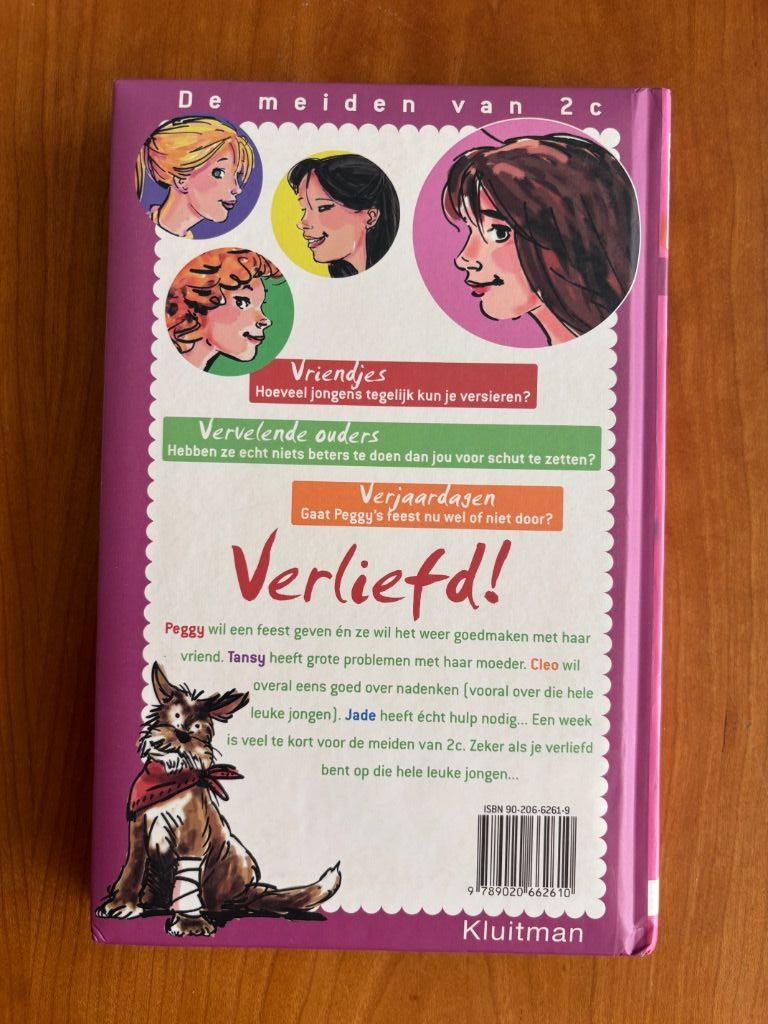 De meiden van 2c
Vriendjes
Hoeveel jongens tegelijk kun je versieren?
Vervelende ouders
Hebben ze echt niets beters te doen dan jou voor schut te zetten?
Verjaardagen
Gaat Peggy's feest nu wel of niet door?
Verliefd!
Peggy wil een feest geven én ze wil het weer goedmaken met haar
vriend. Tansy heeft grote problemen met haar moeder. Cleo wil
overal eens goed over nadenken (vooral over die hele
leuke jongen). Jade heeft écht hulp nodig... Een week
is veel te kort voor de meiden van 2c. Zeker als je verliefd
bent op die hele leuke jongen...
ISBN 90-206-6261-9
9 789020 662610
Kluitman